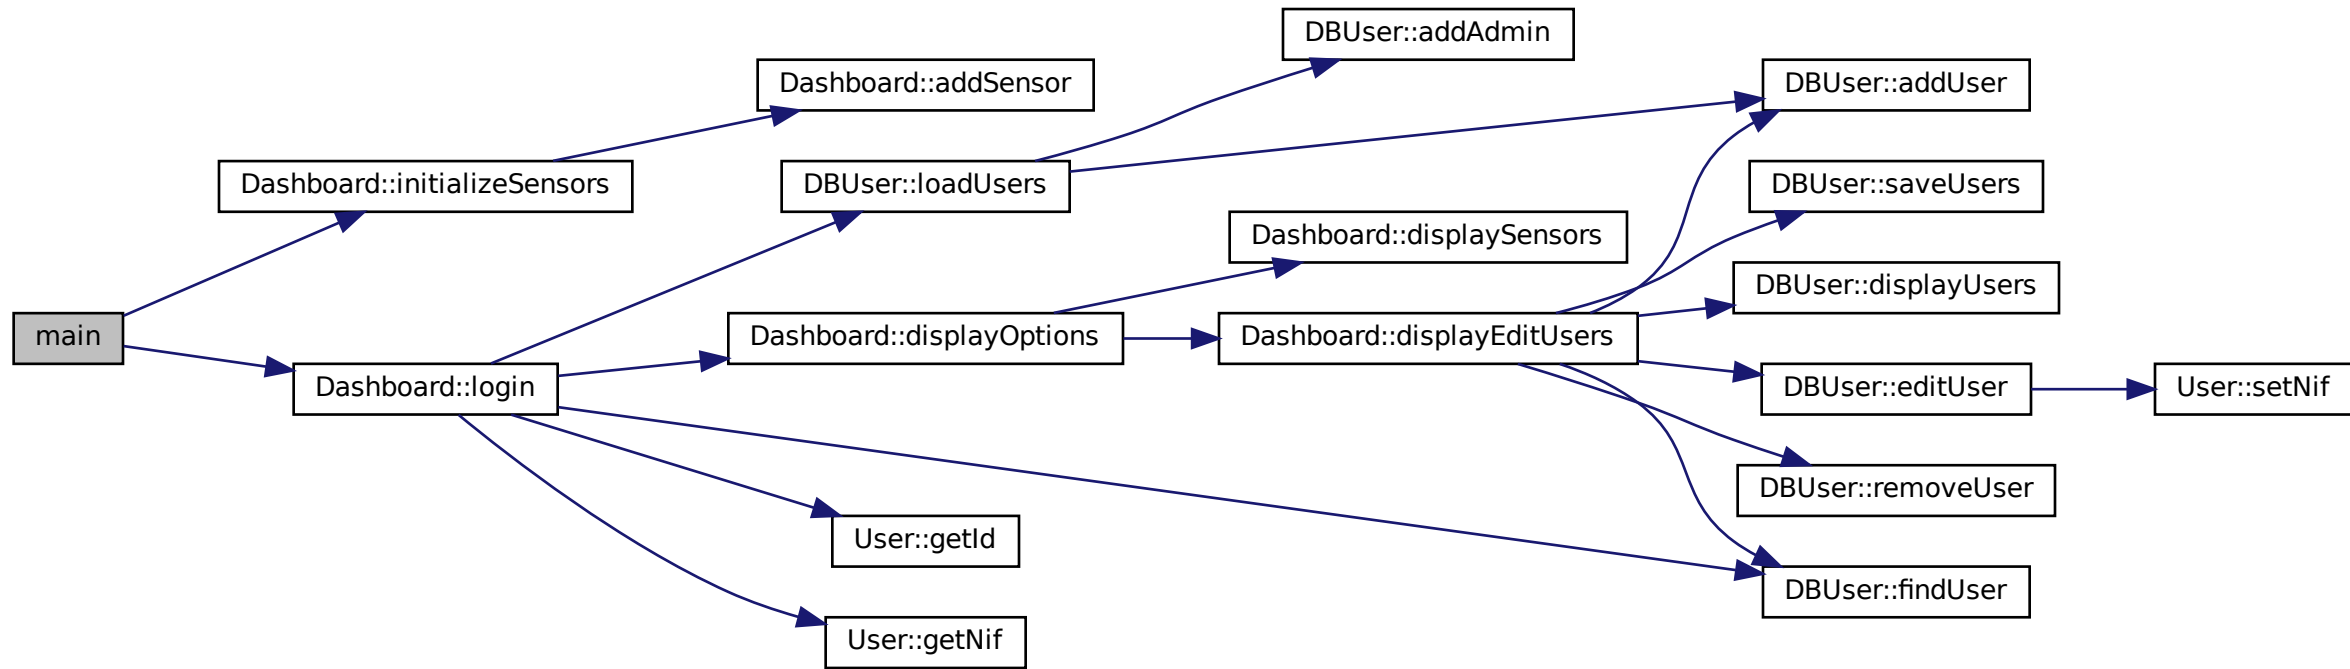 DBUser::addAdmin
Dashboard::addSensor
DBUser::addUser
Dashboard::initializeSensors
DBUser::loadUsers
DBUser::saveUsers
Dashboard::displaySensors
DBUser::displayUsers
main
Dashboard::displayOptions
Dashboard::displayEditUsers
Dashboard::login
DBUser::editUser
User::setNif
DBUser::removeUser
User::getId
DBUser::findUser
User::getNif